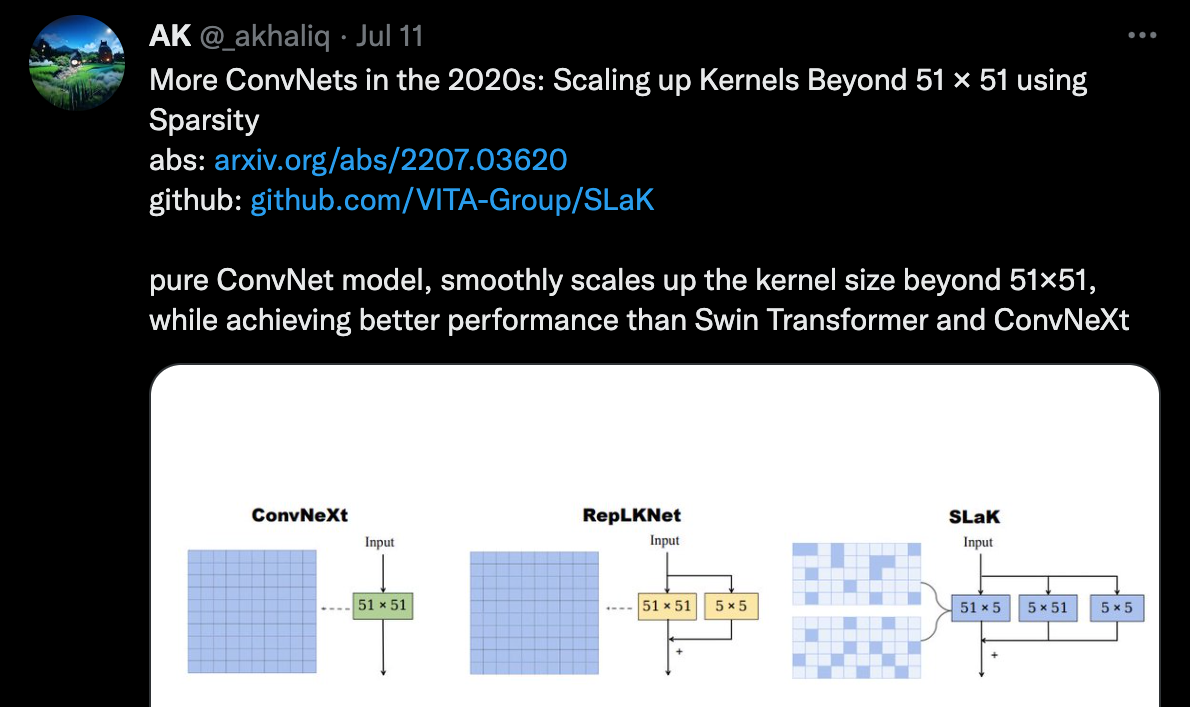 AK @_akhaliq · Jul 11
More ConvNets in the 2020s: Scaling up Kernels Beyond 51 × 51 using
Sparsity
abs: arxiv.org/abs/2207.03620
github: github.com/VITA-Group/SLaK
pure ConvNet model, smoothly scales up the kernel size beyond 51×51,
while achieving better performance than Swin Transformer and ConvNeXt
ConvNeXt
Input
51 × 51
RepLKNet
Input
51 × 51
5 × 5
+
SLaK
Input
51 × 5
5 × 51
5 × 5
+